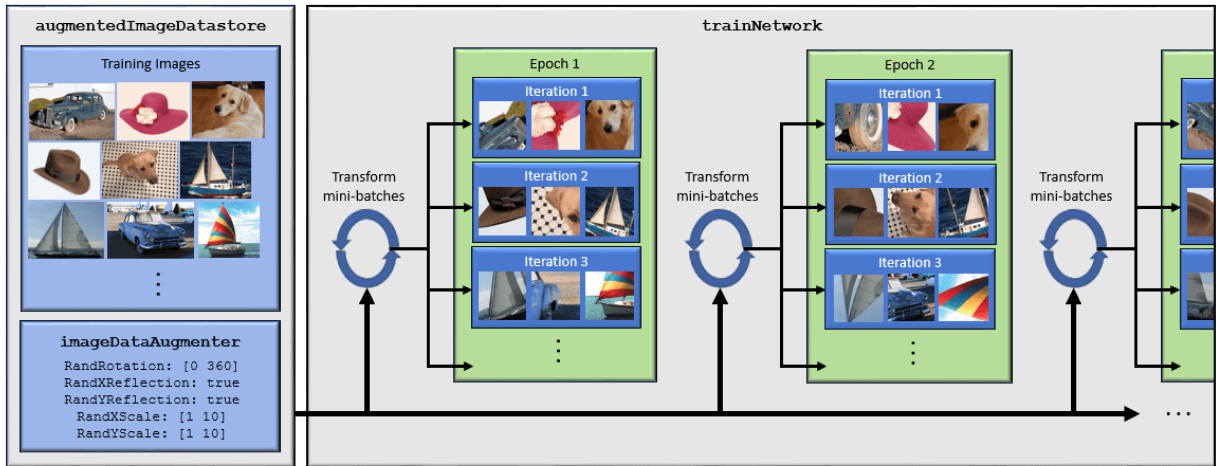 augmentedImageDatastore
Training Images
⋮
imageDataAugmenter
RandRotation: [0 360]
RandXReflection: true
RandYReflection: true
RandXScale: [1 10]
RandYScale: [1 10]
trainNetwork
Transform
mini-batches
Epoch 1
Iteration 1
Iteration 2
Iteration 3
⋮
Transform
mini-batches
Epoch 2
Iteration 1
Iteration 2
Iteration 3
⋮
Transform
mini-batches
...